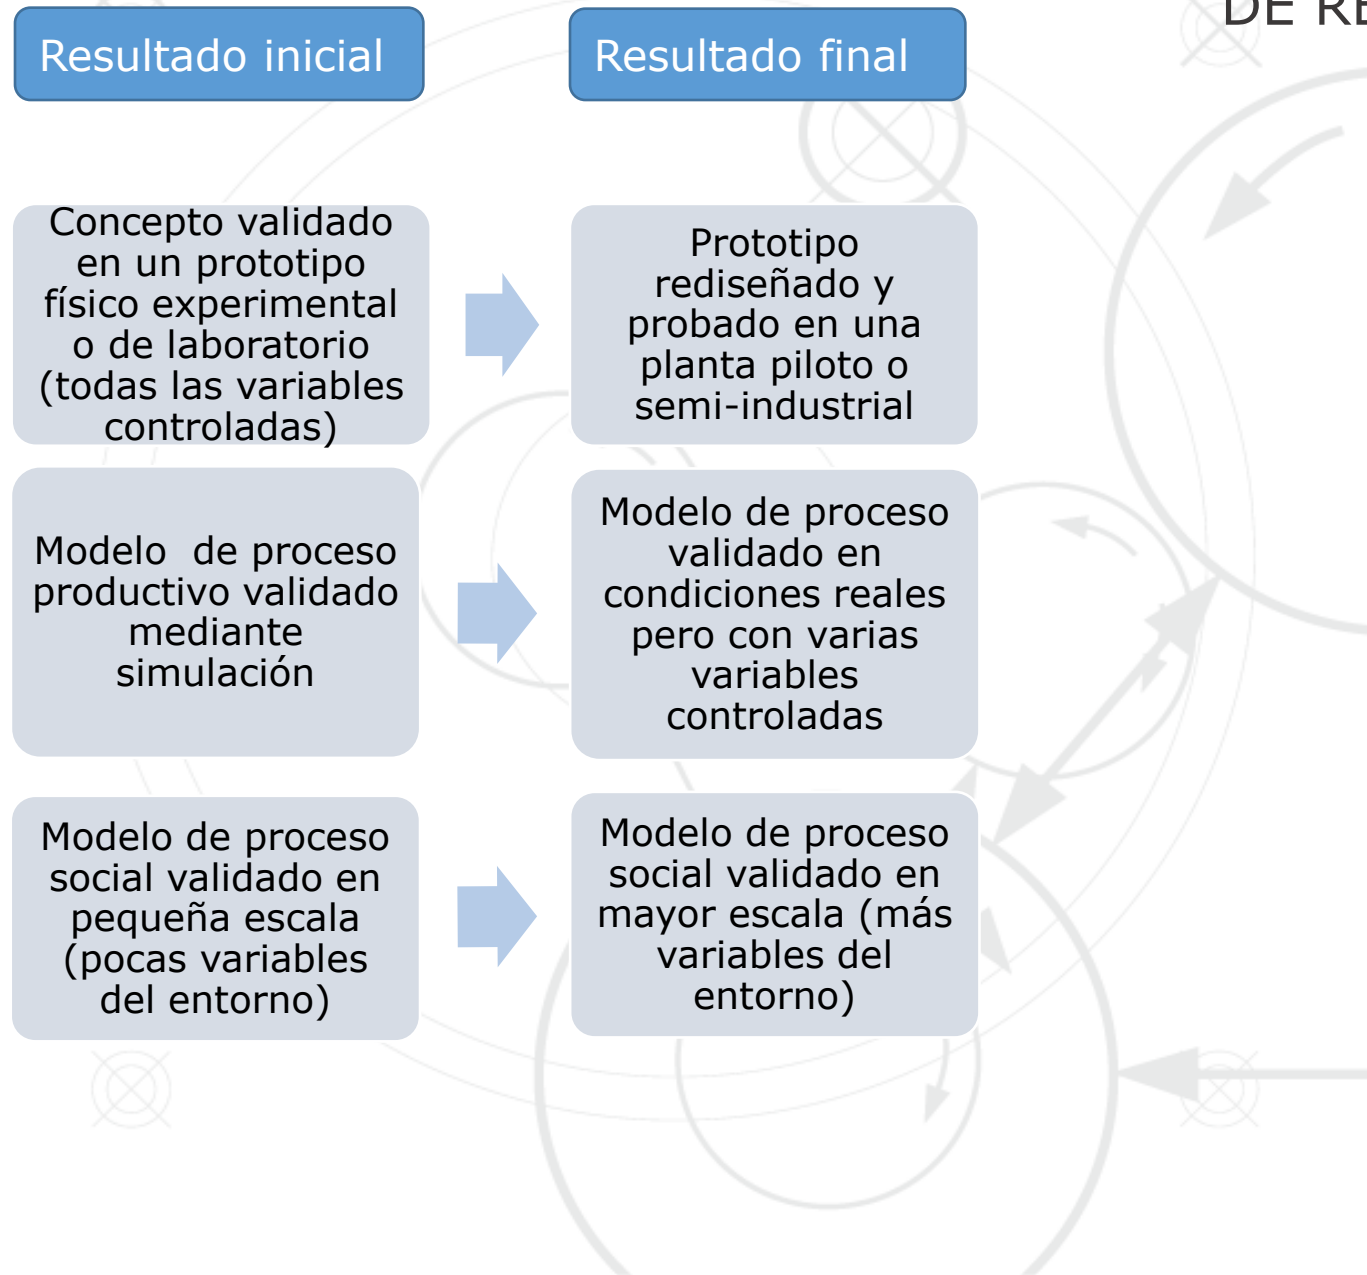 DE RE
Resultado inicial
Resultado final
Concepto validado
en un prototipo
físico experimental
o de laboratorio
(todas las variables
controladas)
Prototipo
rediseñado y
probado en una
planta piloto o
semi-industrial
Modelo  de proceso
productivo validado
mediante
simulación
Modelo de proceso
validado en
condiciones reales
pero con varias
variables
controladas
Modelo de proceso
social validado en
pequeña escala
(pocas variables
del entorno)
Modelo de proceso
social validado en
mayor escala (más
variables del
entorno)